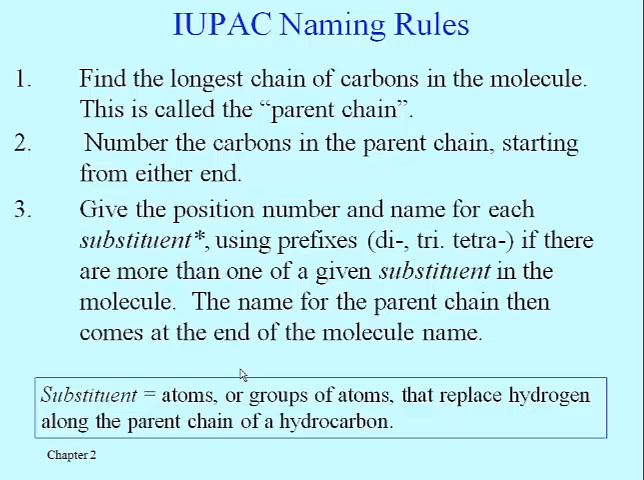 IUPAC Naming Rules
1. Find the longest chain of carbons in the molecule.
This is called the “parent chain”.
2. Number the carbons in the parent chain, starting
from either end.
3. Give the position number and name for each
substituent*, using prefixes (di-, tri. tetra-) if there
are more than one of a given substituent in the
molecule. The name for the parent chain then
comes at the end of the molecule name.
Substituent = atoms, or groups of atoms, that replace hydrogen
along the parent chain of a hydrocarbon.
Chapter 2